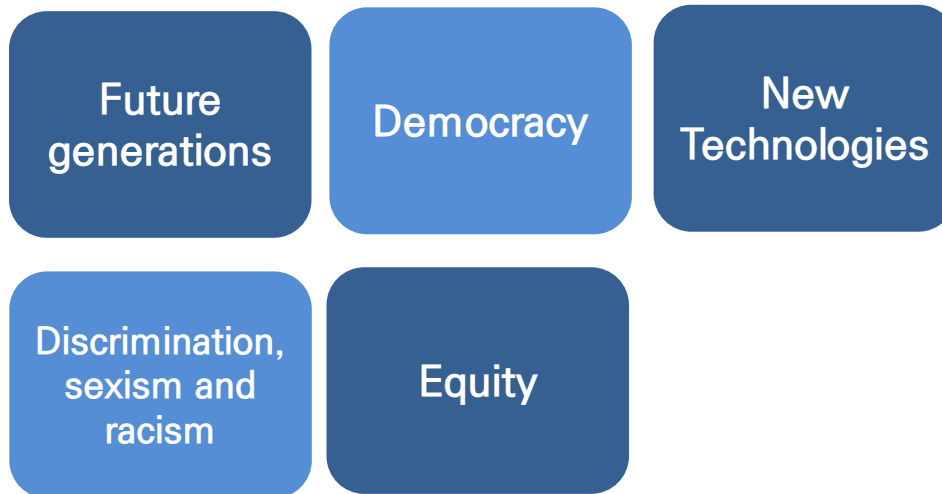 Future
generations
Democracy
New
Technologies
Discrimination,
sexism and
racism
Equity